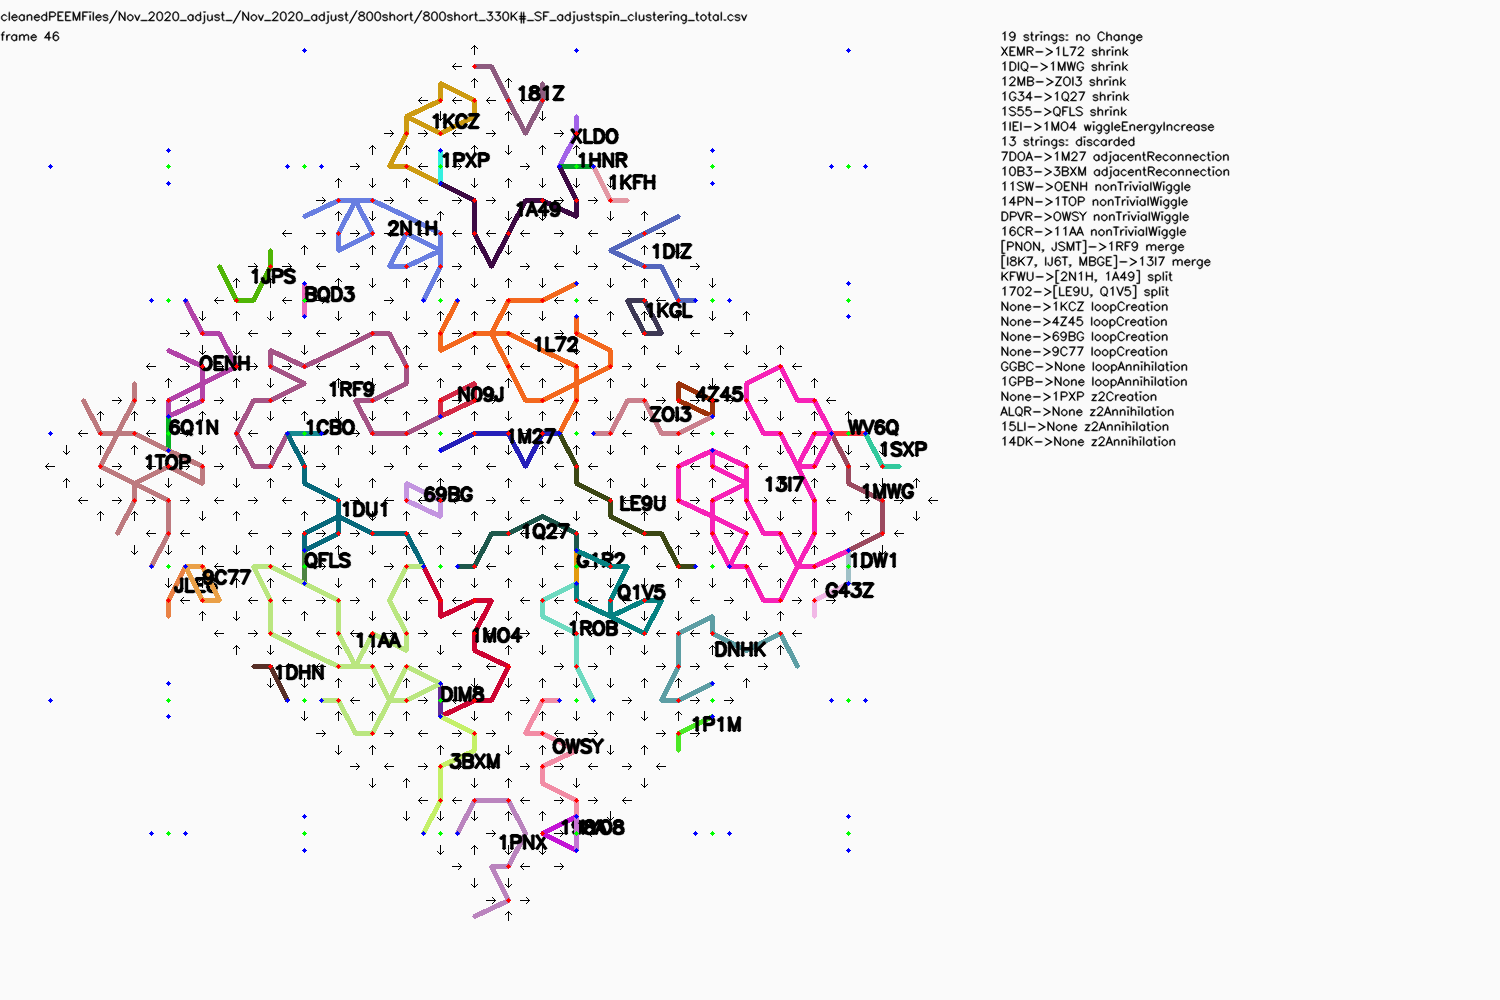 cleanedPEEMFiles/Nov_2020_adjust_/Nov_2020_adjust/800short/800short_330K#_SF_adjustspin_clustering_total.csv
frame 46
19 strings: no Change
XEMR->1L72 shrink
1DIQ->1MWG shrink
12MB->ZOI3 shrink
1G34->1Q27 shrink
1S55->QFLS shrink
1IEI->1MO4 wiggleEnergyIncrease
13 strings: discarded
7DOA->1M27 adjacentReconnection
10B3->3BXM adjacentReconnection
11SW->OENH nonTrivialWiggle
14PN->1TOP nonTrivialWiggle
DPVR->OWSY nonTrivialWiggle
16CR->11AA nonTrivialWiggle
[PNON, JSMT]->1RF9 merge
[I8K7, IJ6T, MBGE]->13I7 merge
KFWU->[2N1H, 1A49] split
1702->[LE9U, Q1V5] split
None->1KCZ loopCreation
None->4Z45 loopCreation
None->69BG loopCreation
None->9C77 loopCreation
GGBC->None loopAnnihilation
1GPB->None loopAnnihilation
None->1PXP z2Creation
ALQR->None z2Annihilation
15LI->None z2Annihilation
14DK->None z2Annihilation
181Z
1KCZ
XLDO
1PXP
1HNR
1KFH
1A49
2N1H
1DIZ
1JPS
BQD3
1KGL
1L72
OENH
1RF9
N09J
4Z45
ZOI3
6Q1N
1CBO
1M27
WV6Q
1SXP
1TOP
13I7
1MWG
69BG
LE9U
1DU1
1Q27
QFLS
G1R2
1DW1
9C77
Q1V5
G43Z
1ROB
1MO4
11AA
DNHK
1DHN
DIM8
1P1M
OWSY
3BXM
1PNX